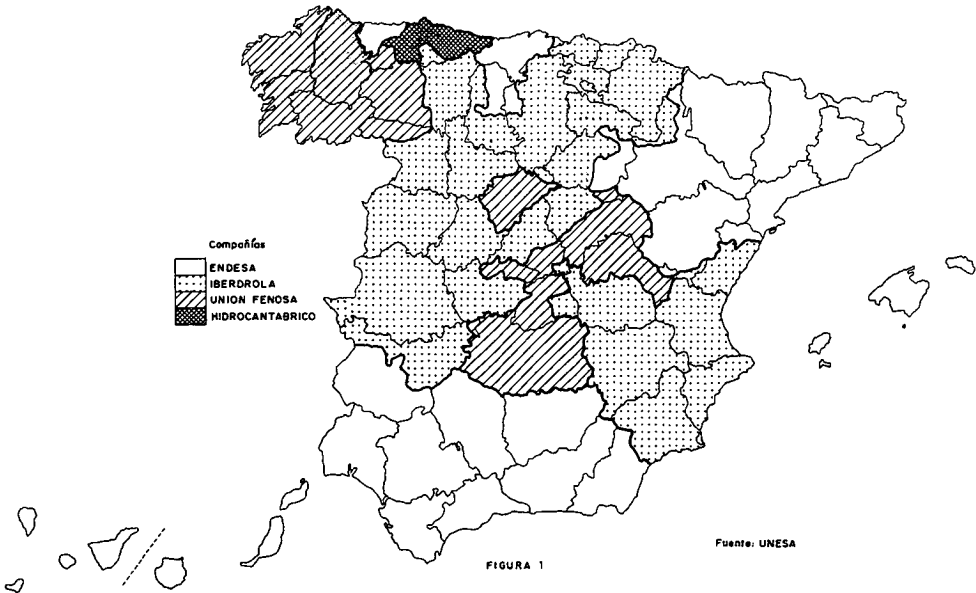 Compañías
ENDESA
IBERDROLA
UNION FENOSA
HIDROCANTABRICO
Fuente: UNESA
FIGURA 1